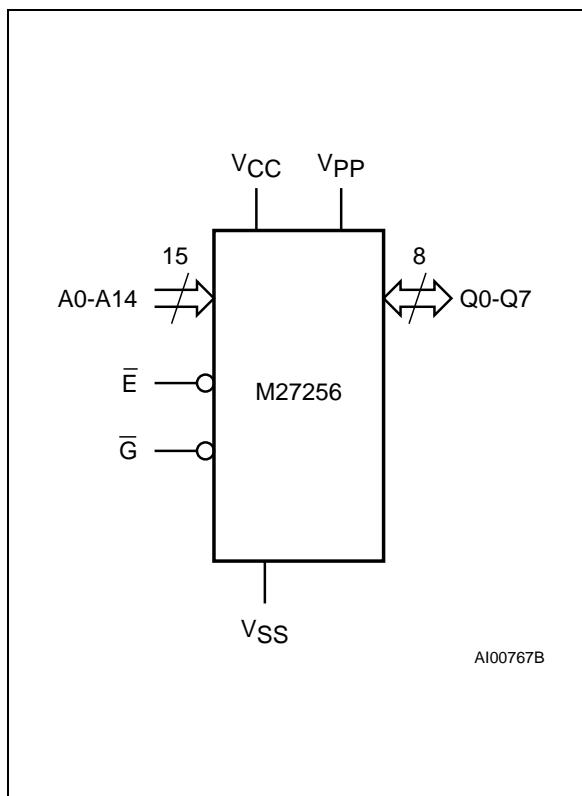 VCC VPP
15 8
A0-A14 Q0-Q7
E̅ M27256
G̅
VSS
AI00767B